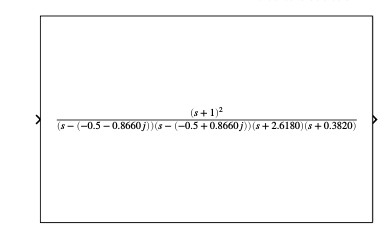 (s + 1)²
(s − (−0.5 − 0.8660j))(s − (−0.5 + 0.8660j))(s + 2.6180)(s + 0.3820)